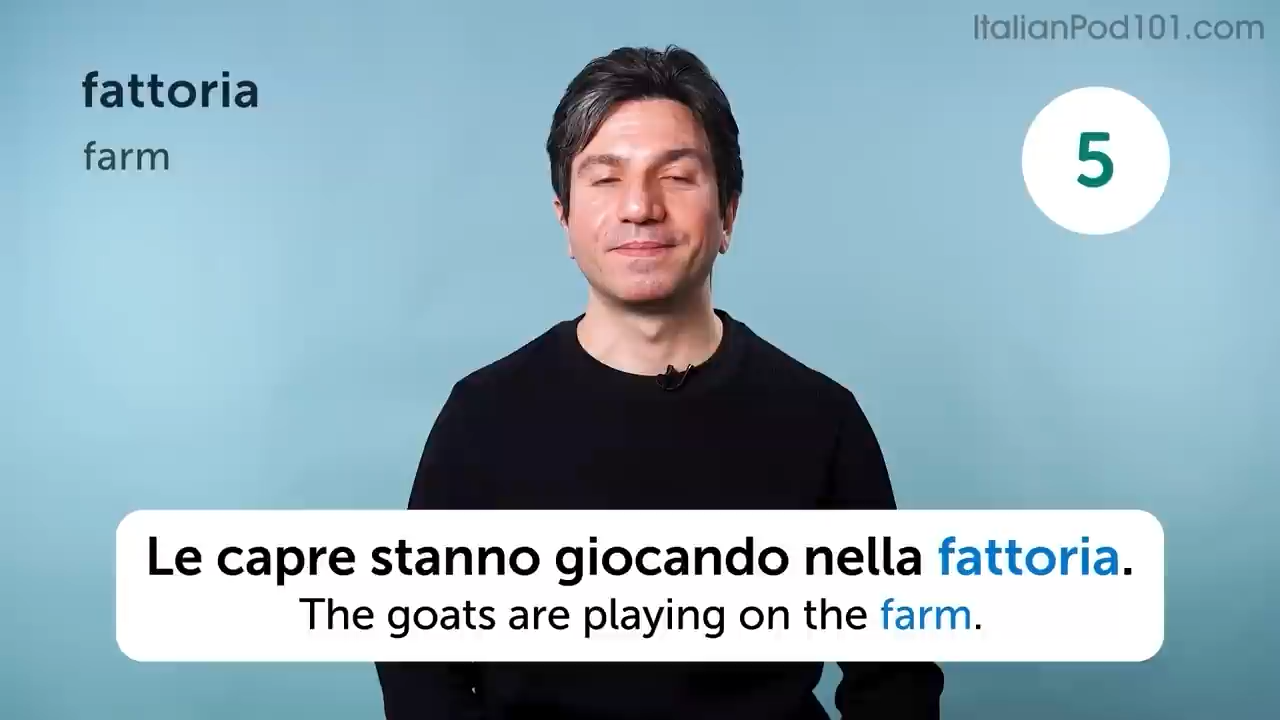 ItalianPod101.com
fattoria
farm
5
Le capre stanno giocando nella fattoria.
The goats are playing on the farm.